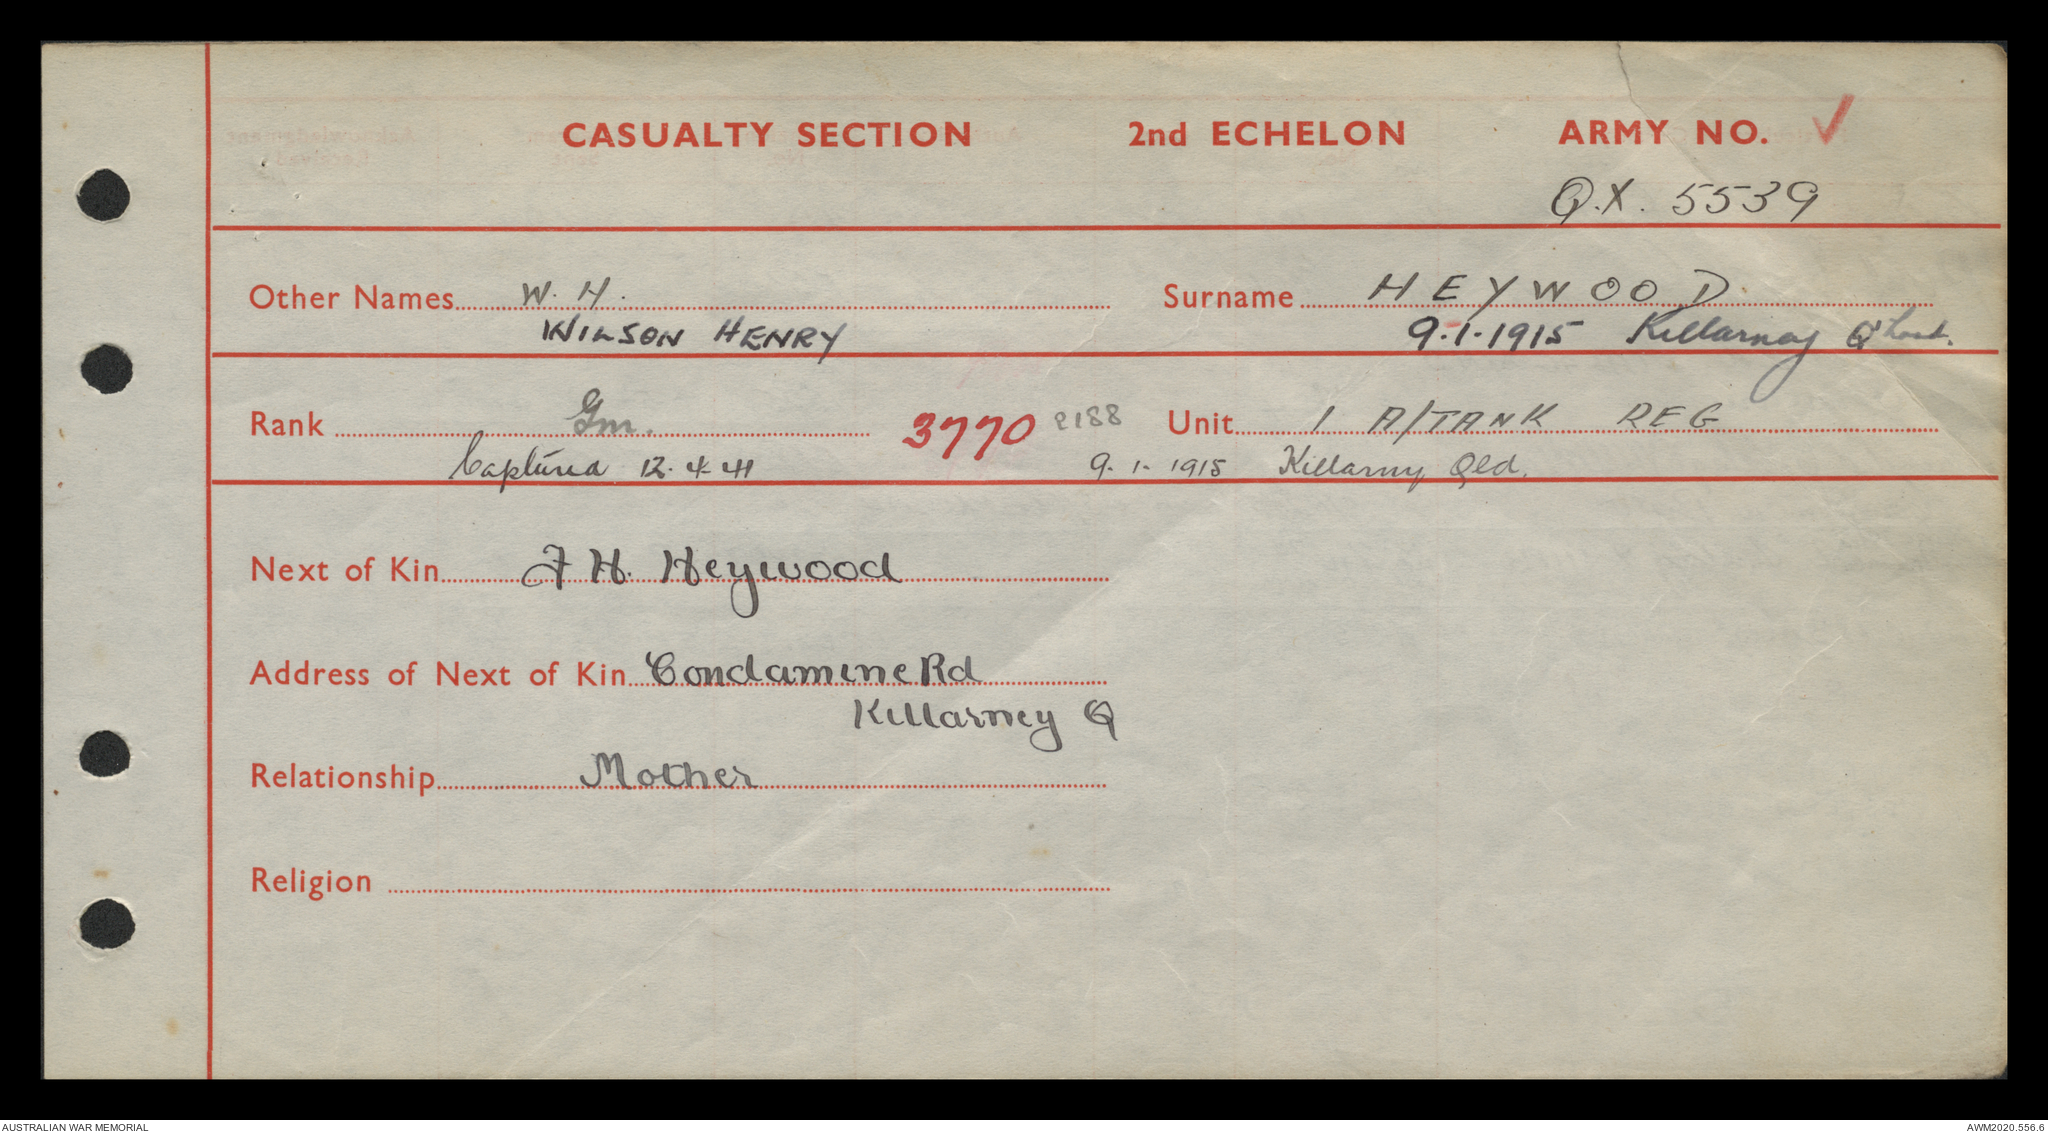 CASUALTY SECTION 2nd ECHELON ARMY NO. ✓
Q.X. 5539
Other Names W. H. Surname HEYWOOD
WILSON HENRY 9.1.1915 Killarney Q'land.
Rank Gnr. 3770 2188 Unit 1 A/TANK REG
Captured 12.4.41 9.1.1915 Killarny Qld.
Next of Kin F H. Heywood
Address of Next of Kin Condamine Rd
Killarney Q
Relationship Mother
Religion
AUSTRALIAN WAR MEMORIAL AWM2020.556.6